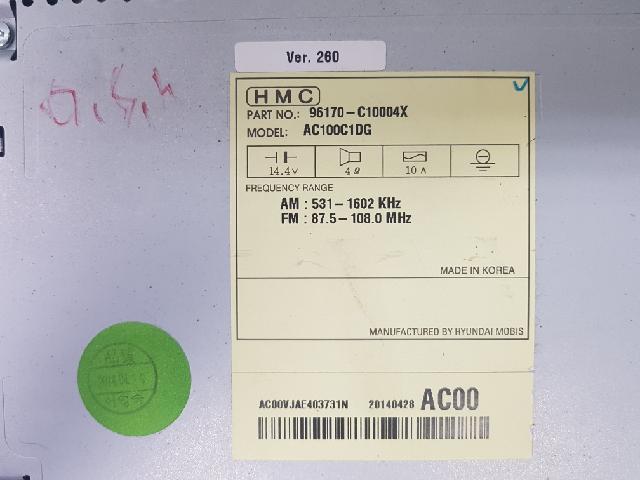 Ver. 260
HMC
PART NO.: 96170-C10004X
MODEL: AC100C1DG
14.4V 4Ω 10A
FREQUENCY RANGE
AM : 531-1602 KHz
FM : 87.5-108.0 MHz
MADE IN KOREA
MANUFACTURED BY HYUNDAI MOBIS
AC00VJAE403731N 20140428 AC00